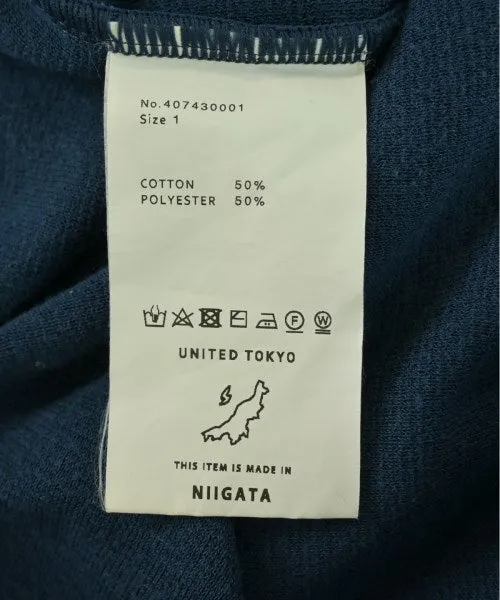 No.407430001
Size 1
COTTON 50%
POLYESTER 50%
F W
UNITED TOKYO
THIS ITEM IS MADE IN
NIIGATA